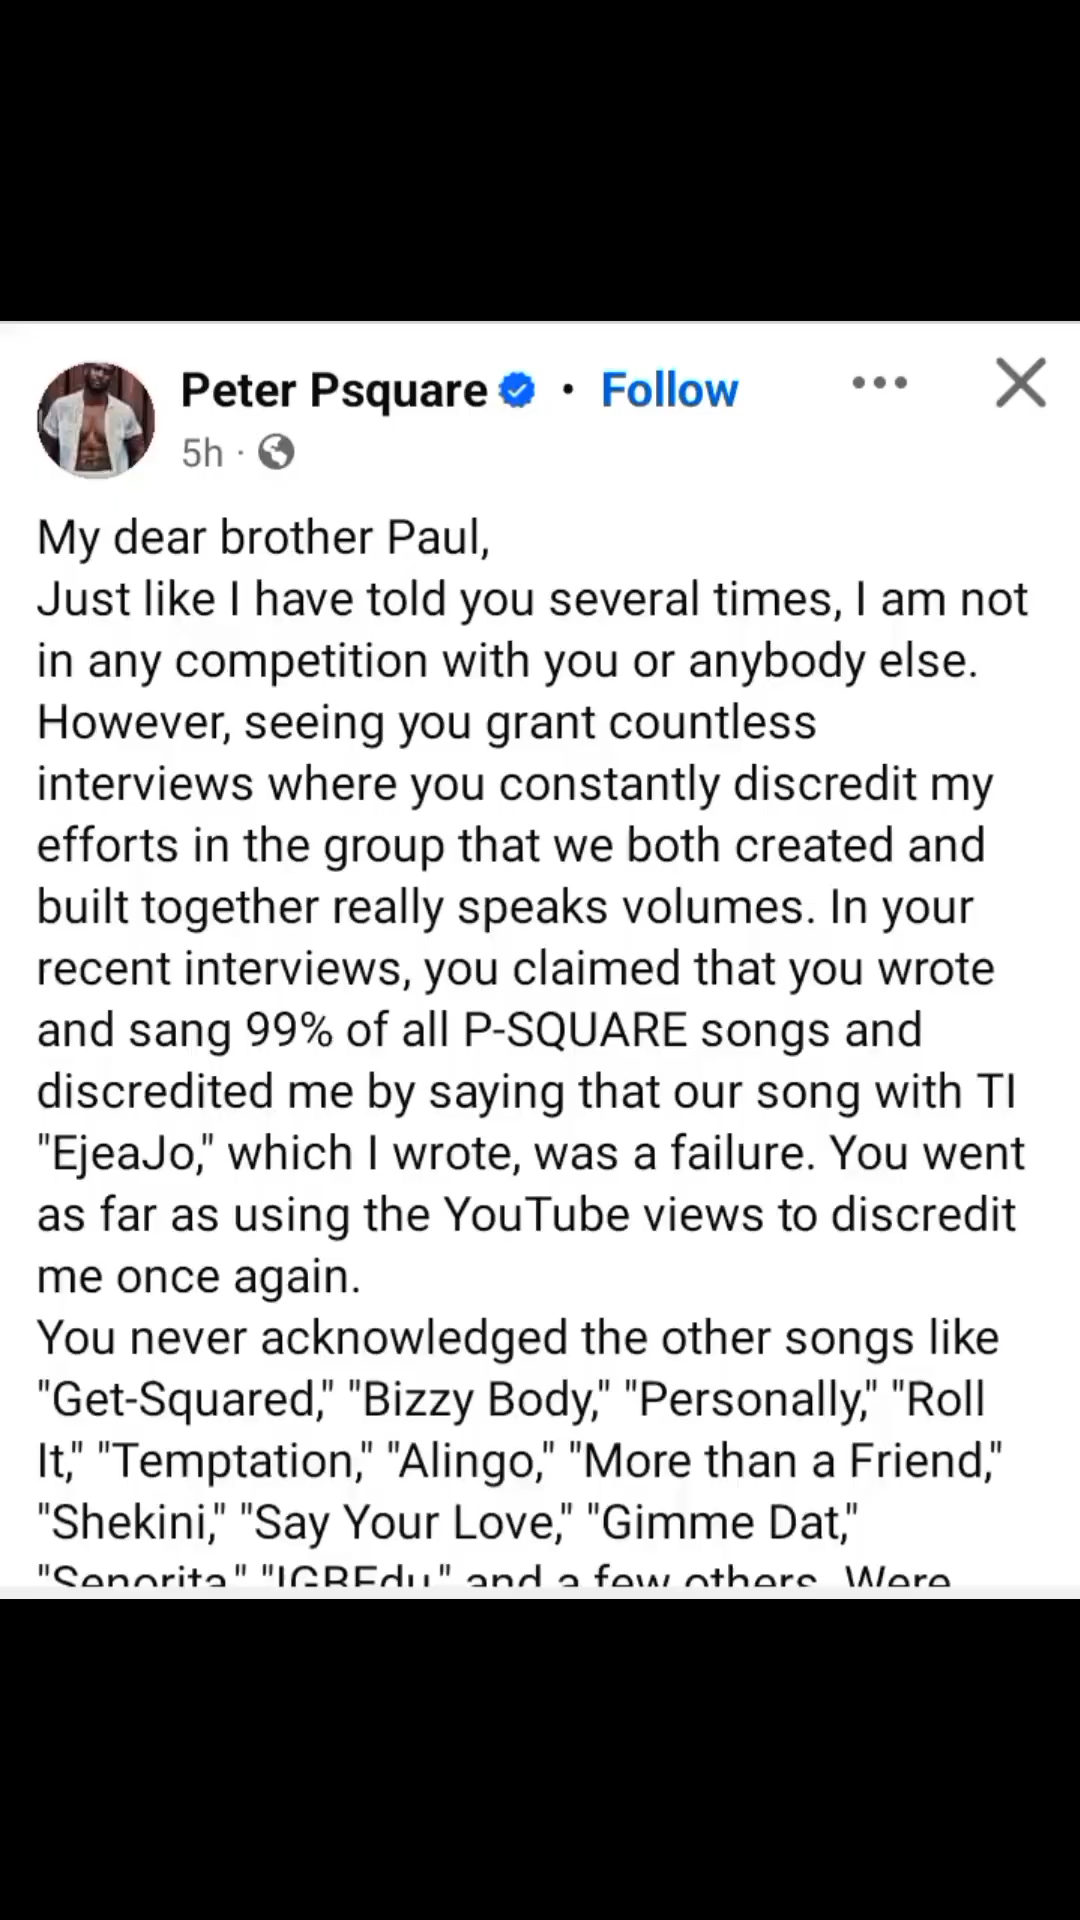 Peter Psquare • Follow
5h ·
My dear brother Paul,
Just like I have told you several times, I am not
in any competition with you or anybody else.
However, seeing you grant countless
interviews where you constantly discredit my
efforts in the group that we both created and
built together really speaks volumes. In your
recent interviews, you claimed that you wrote
and sang 99% of all P-SQUARE songs and
discredited me by saying that our song with TI
"EjeaJo," which I wrote, was a failure. You went
as far as using the YouTube views to discredit
me once again.
You never acknowledged the other songs like
"Get-Squared," "Bizzy Body," "Personally," "Roll
It," "Temptation," "Alingo," "More than a Friend,"
"Shekini," "Say Your Love," "Gimme Dat,"
"Senorita" "IGBEdu" and a few others. Were